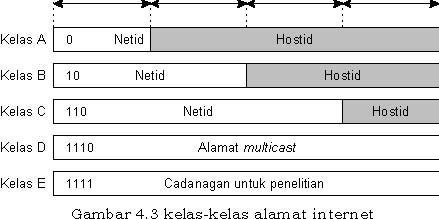 Kelas A 0 Netid Hostid
Kelas B 10 Netid Hostid
Kelas C 110 Netid Hostid
Kelas D 1110 Alamat multicast
Kelas E 1111 Cadanagan untuk penelitian
Gambar 4.3 kelas-kelas alamat internet